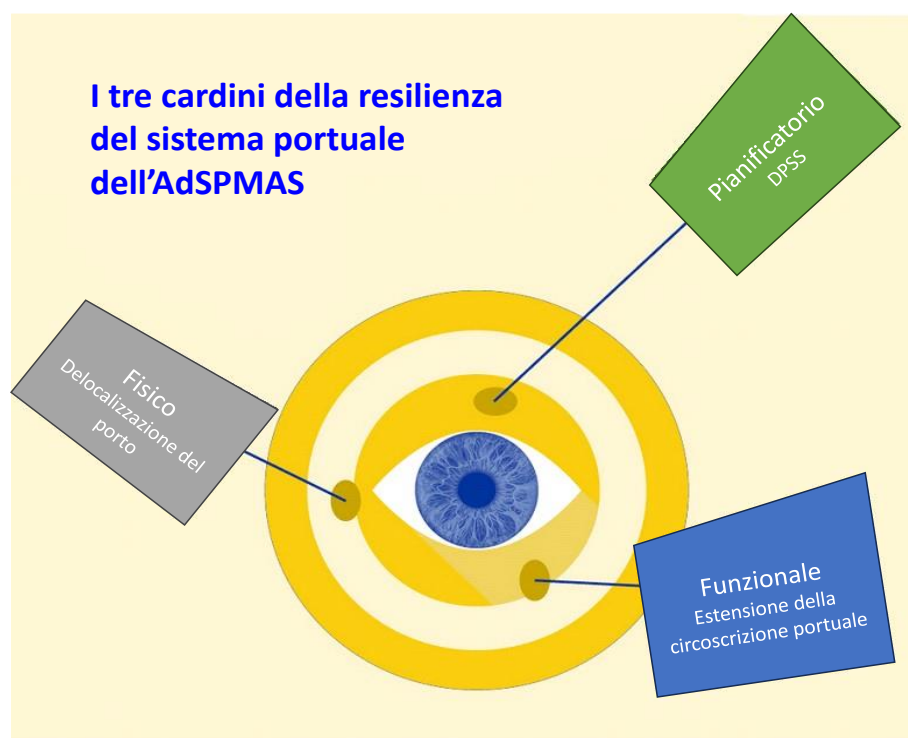 I tre cardini della resilienza
del sistema portuale
dell'AdSPMAS
Pianificatorio
DPSS
Fisico
Delocalizzazione del
porto
Funzionale
Estensione della
circoscrizione portuale